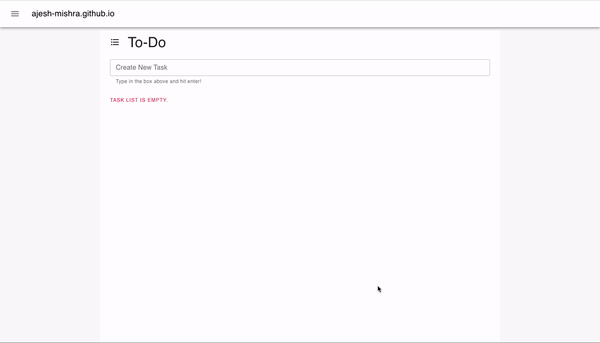 ajesh-mishra.github.io
To-Do
Create New Task
Type in the box above and hit enter!
TASK LIST IS EMPTY.